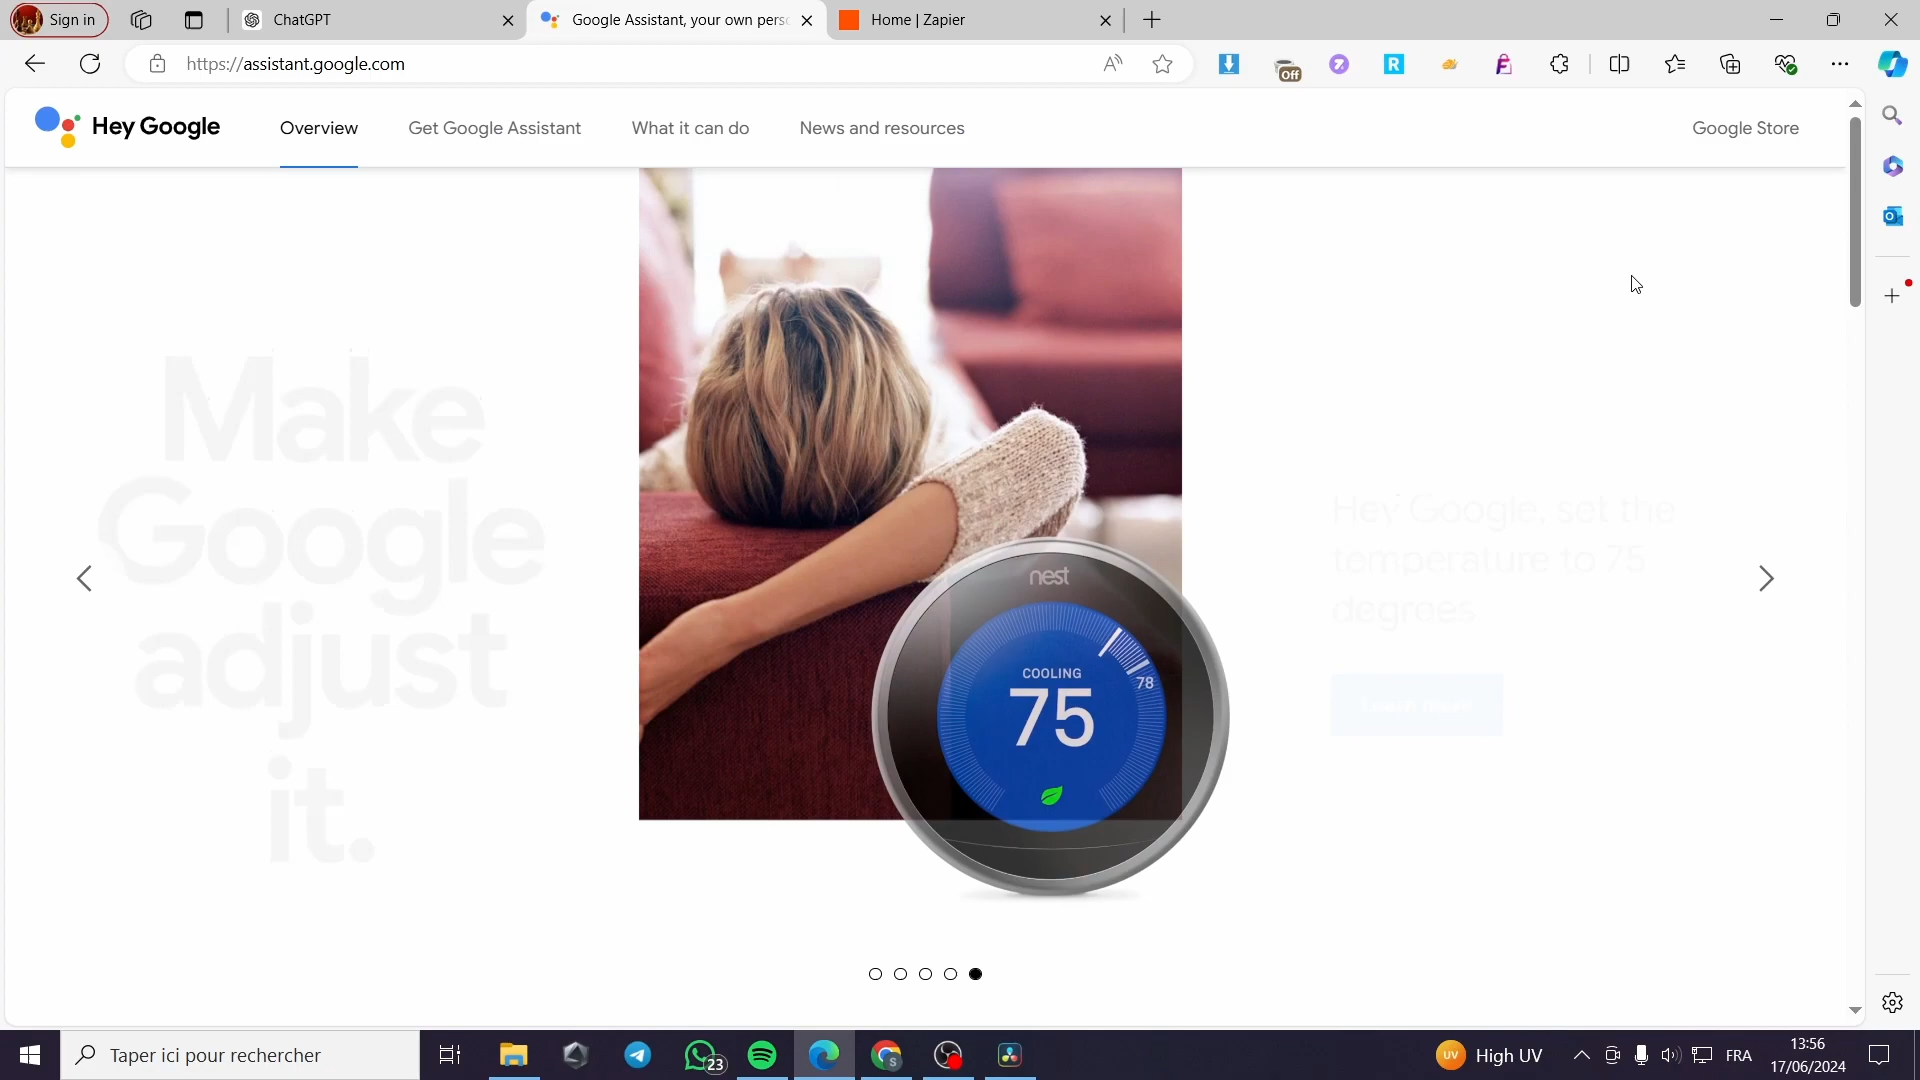 Sign in
ChatGPT
Google Assistant, your own pers
Home | Zapier
https://assistant.google.com
Off
Hey Google
Overview
Get Google Assistant
What it can do
News and resources
Google Store
Make
Google
adjust
it.
nest
COOLING
75
78
Hey Google, set the
temperature to 75
degrees
Learn more
Taper ici pour rechercher
23
UV
High UV
FRA
13:56
17/06/2024